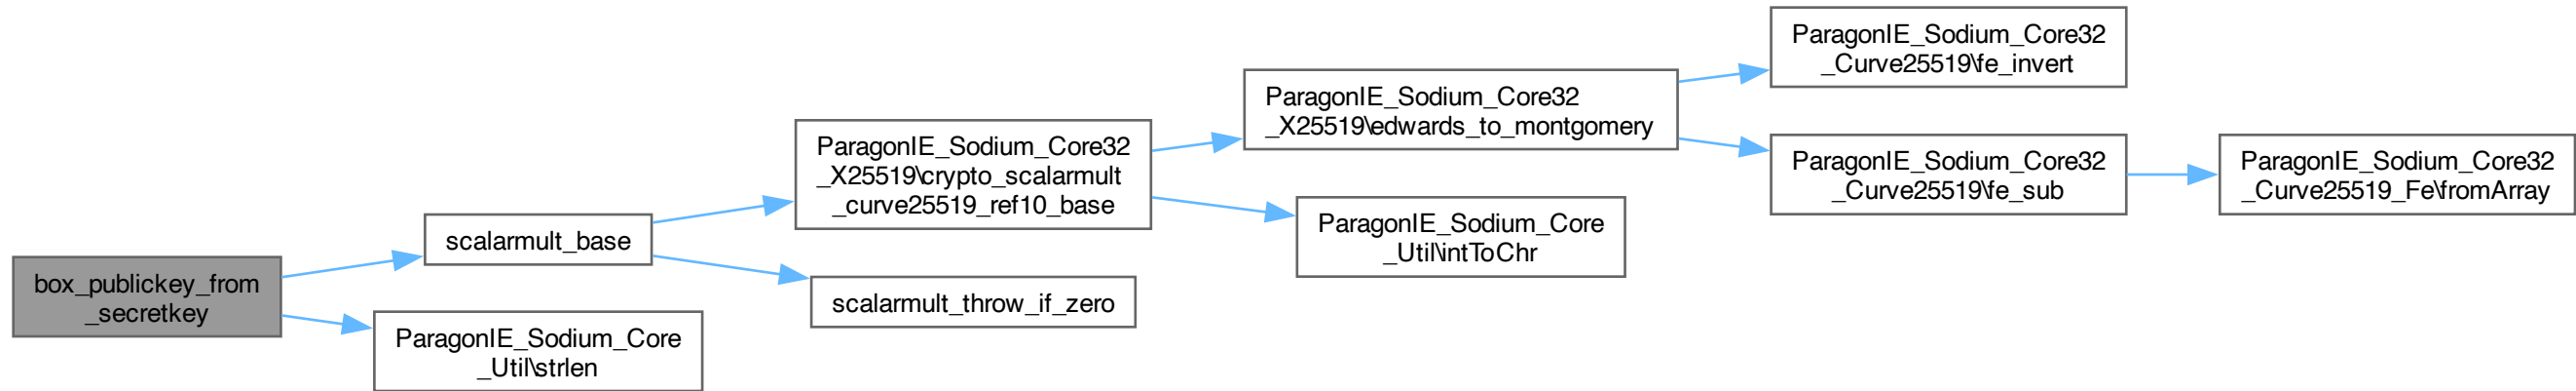 box_publickey_from
_secretkey
scalarmult_base
ParagonIE_Sodium_Core
_Util\strlen
ParagonIE_Sodium_Core32
_X25519\crypto_scalarmult
_curve25519_ref10_base
scalarmult_throw_if_zero
ParagonIE_Sodium_Core32
_X25519\edwards_to_montgomery
ParagonIE_Sodium_Core
_Util\intToChr
ParagonIE_Sodium_Core32
_Curve25519\fe_invert
ParagonIE_Sodium_Core32
_Curve25519\fe_sub
ParagonIE_Sodium_Core32
_Curve25519_Fe\fromArray